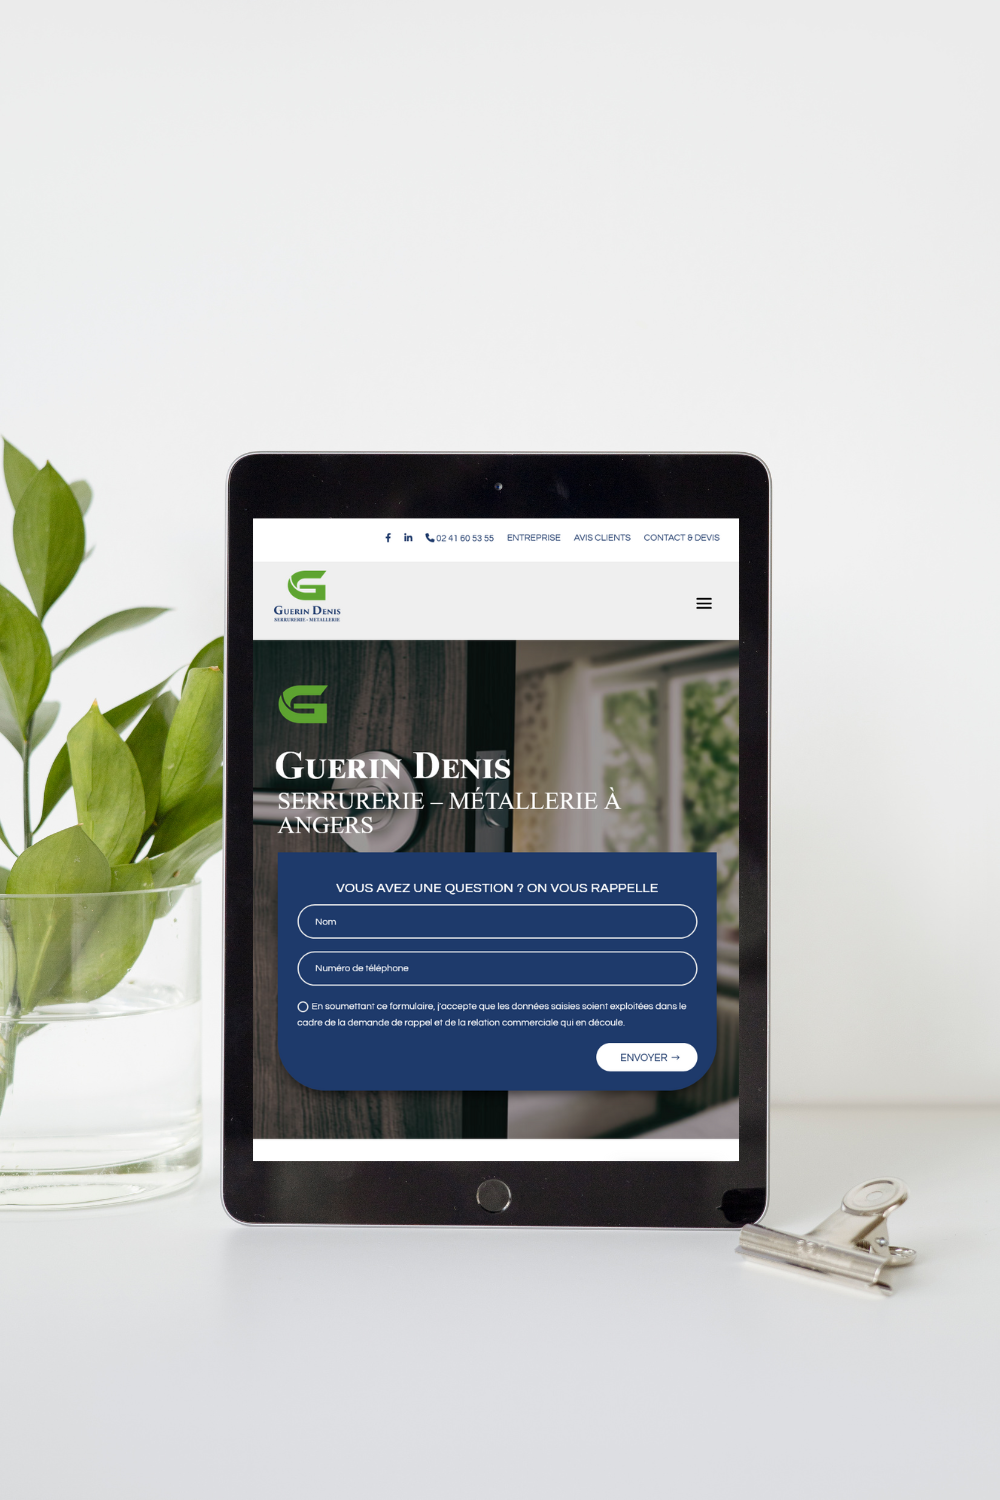 02 41 60 53 55 ENTREPRISE AVIS CLIENTS CONTACT & DEVIS
GUERIN DENIS
SERRURERIE - METALLERIE
GUERIN DENIS
SERRURERIE – MÉTALLERIE À
ANGERS
VOUS AVEZ UNE QUESTION ? ON VOUS RAPPELLE
Nom
Numéro de téléphone
En soumettant ce formulaire, j'accepte que les données saisies soient exploitées dans le
cadre de la demande de rappel et de la relation commerciale qui en découle.
ENVOYER →